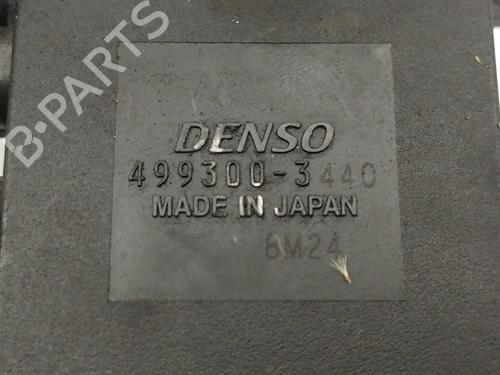 B-PARTS
DENSO
499300-3440
MADE IN JAPAN
8M24